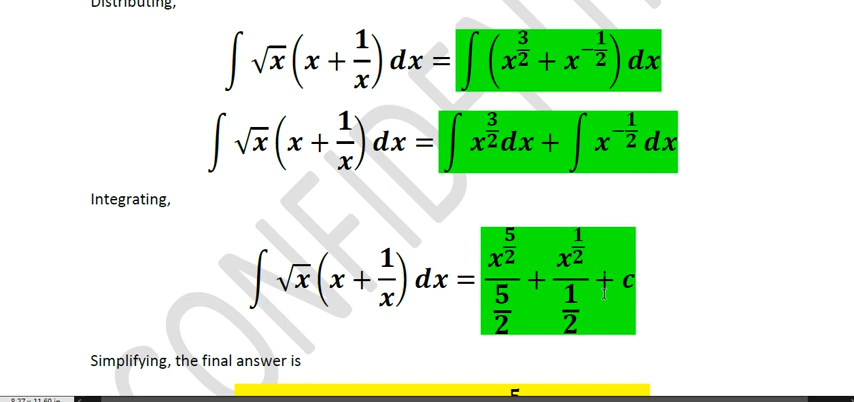 Distributing,
∫ √x (x + 1/x) dx = ∫ (x^(3/2) + x^(-1/2)) dx
∫ √x (x + 1/x) dx = ∫ x^(3/2) dx + ∫ x^(-1/2) dx
Integrating,
∫ √x (x + 1/x) dx = x^(5/2)/(5/2) + x^(1/2)/(1/2) + c
Simplifying, the final answer is
CONFIDENT